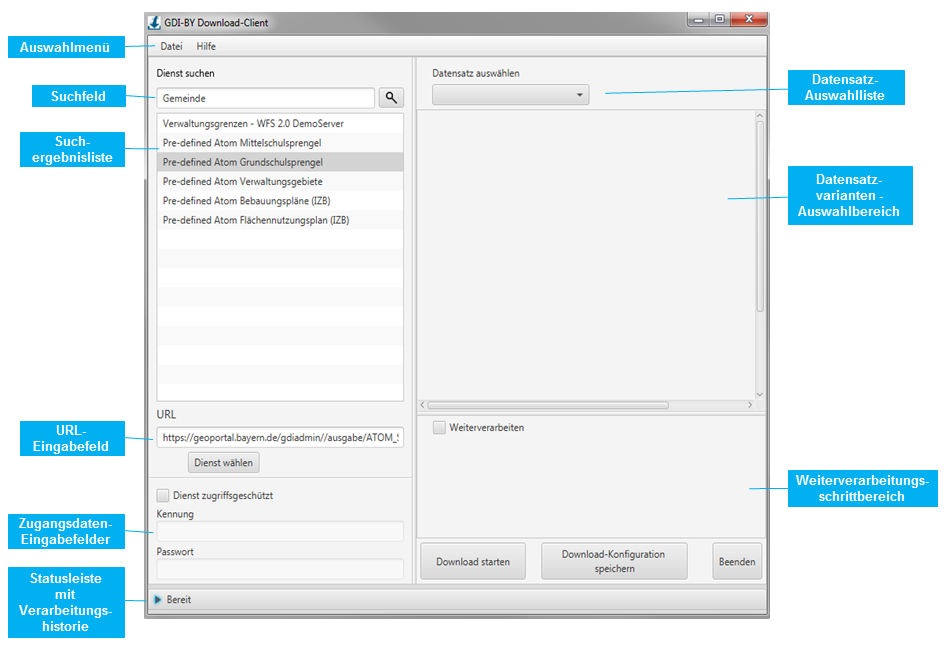 GDI-BY Download-Client
Auswahlmenü
Datei Hilfe
Dienst suchen
Suchfeld
Gemeinde
Such-
ergebnisliste
Verwaltungsgrenzen - WFS 2.0 DemoServer
Pre-defined Atom Mittelschulsprengel
Pre-defined Atom Grundschulsprengel
Pre-defined Atom Verwaltungsgebiete
Pre-defined Atom Bebauungspläne (IZB)
Pre-defined Atom Flächennutzungsplan (IZB)
URL
URL-
Eingabefeld
https://geoportal.bayern.de/gdiadmin//ausgabe/ATOM_
Dienst wählen
Dienst zugriffsgeschützt
Kennung
Zugangsdaten-
Eingabefelder
Passwort
Statusleiste
mit
Verarbeitungs-
historie
Bereit
Datensatz auswählen
Datensatz-
Auswahlliste
Datensatz-
varianten -
Auswahlbereich
Weiterverarbeiten
Weiterverarbeitungs-
schrittbereich
Download starten
Download-Konfiguration
speichern
Beenden